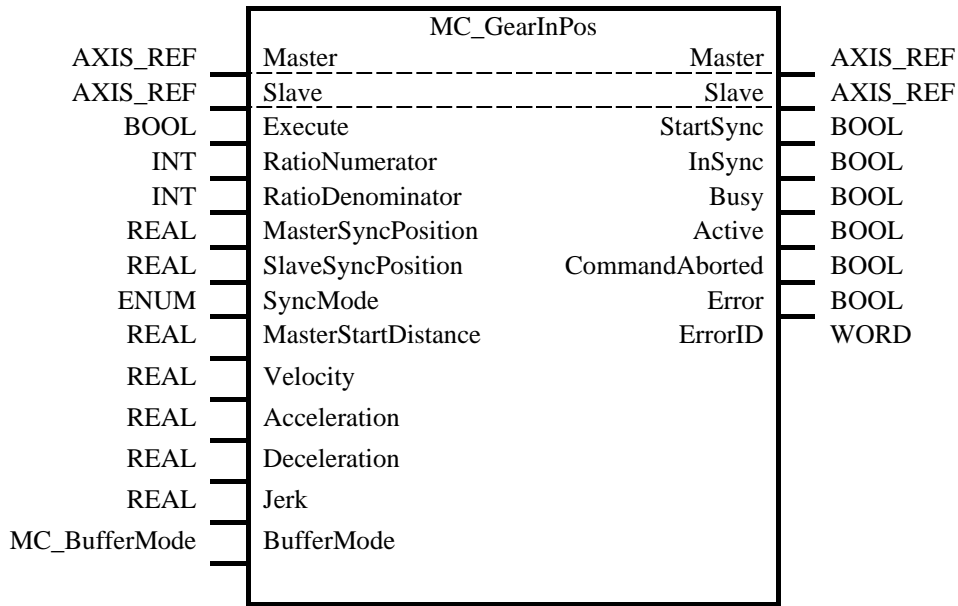 MC_GearInPos
AXIS_REF Master Master AXIS_REF
AXIS_REF Slave Slave AXIS_REF
BOOL Execute StartSync BOOL
INT RatioNumerator InSync BOOL
INT RatioDenominator Busy BOOL
REAL MasterSyncPosition Active BOOL
REAL SlaveSyncPosition CommandAborted BOOL
ENUM SyncMode Error BOOL
REAL MasterStartDistance ErrorID WORD
REAL Velocity
REAL Acceleration
REAL Deceleration
REAL Jerk
MC_BufferMode BufferMode